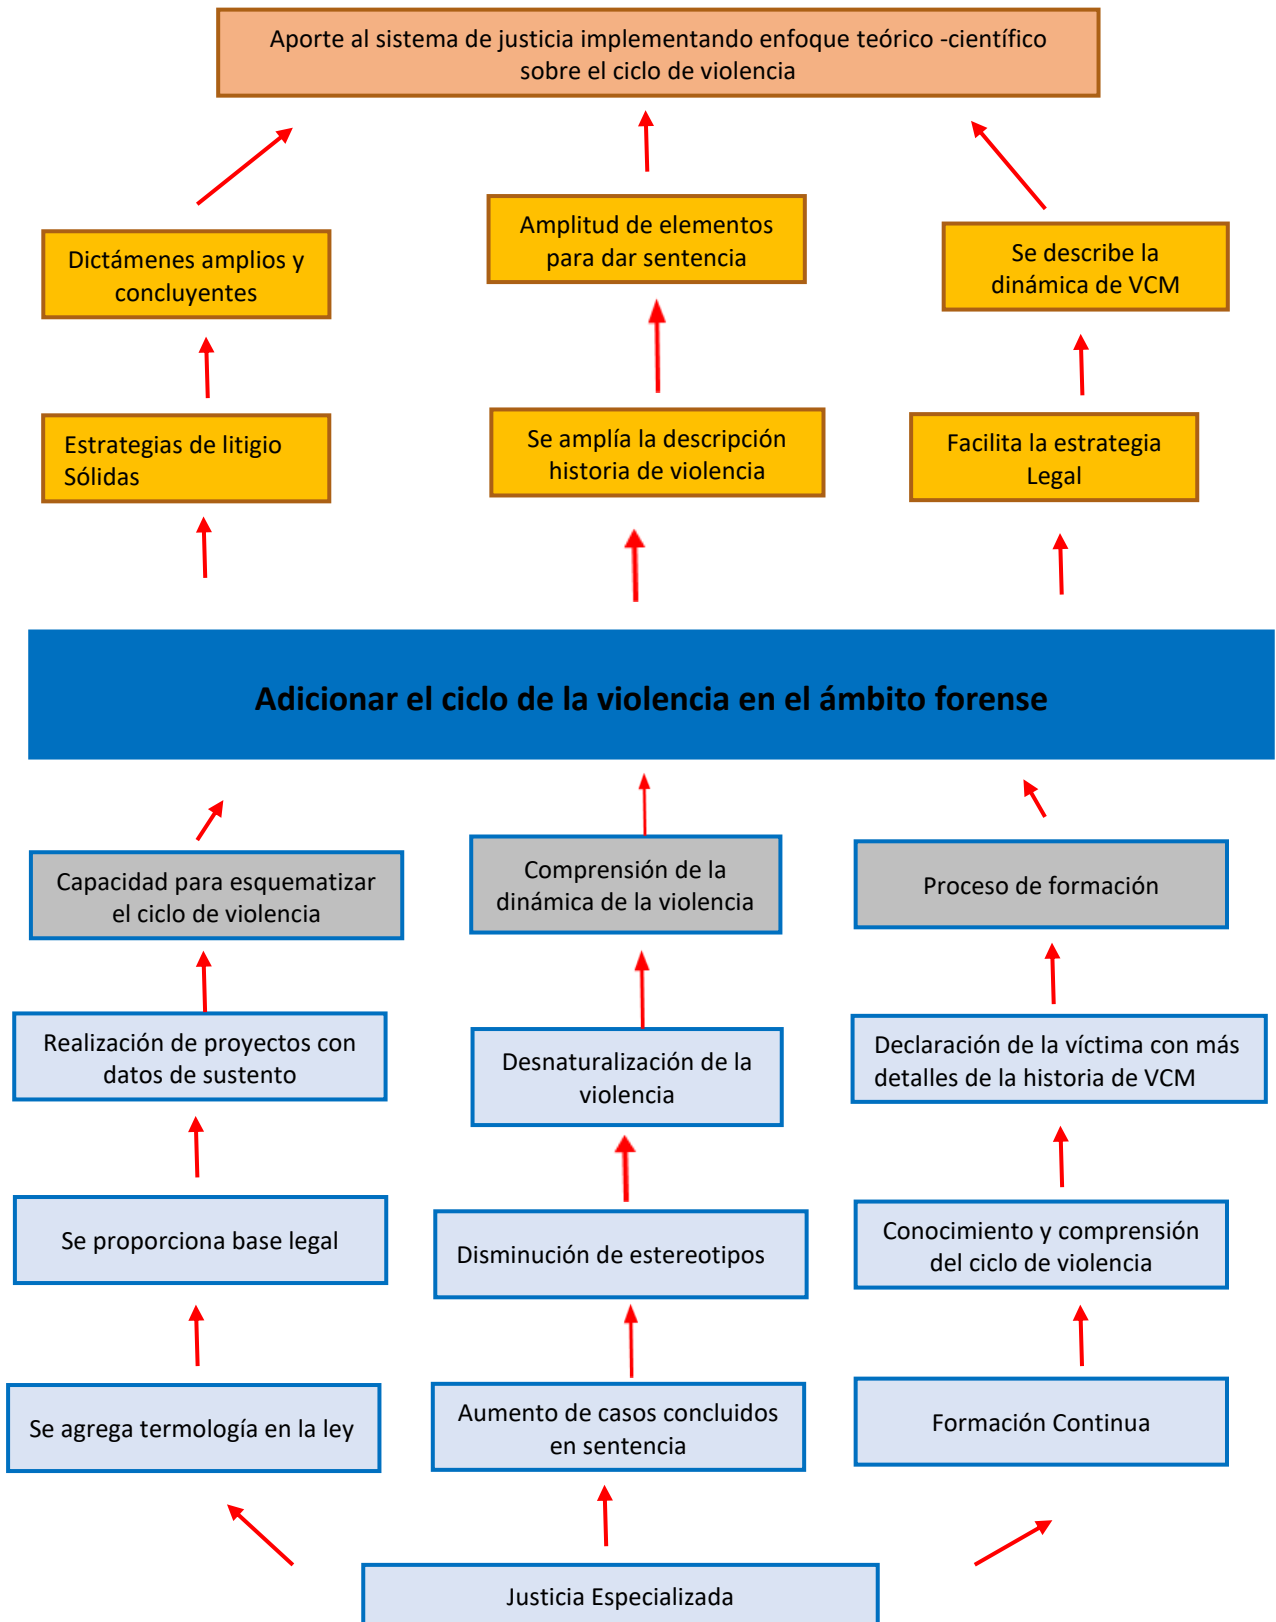 Aporte al sistema de justicia implementando enfoque teórico -científico
sobre el ciclo de violencia
Dictámenes amplios y
concluyentes
Amplitud de elementos
para dar sentencia
Se describe la
dinámica de VCM
Estrategias de litigio
Sólidas
Se amplía la descripción
historia de violencia
Facilita la estrategia
Legal
Adicionar el ciclo de la violencia en el ámbito forense
Capacidad para esquematizar
el ciclo de violencia
Comprensión de la
dinámica de la violencia
Proceso de formación
Realización de proyectos con
datos de sustento
Desnaturalización de la
violencia
Declaración de la víctima con más
detalles de la historia de VCM
Se proporciona base legal
Disminución de estereotipos
Conocimiento y comprensión
del ciclo de violencia
Se agrega termología en la ley
Aumento de casos concluidos
en sentencia
Formación Continua
Justicia Especializada